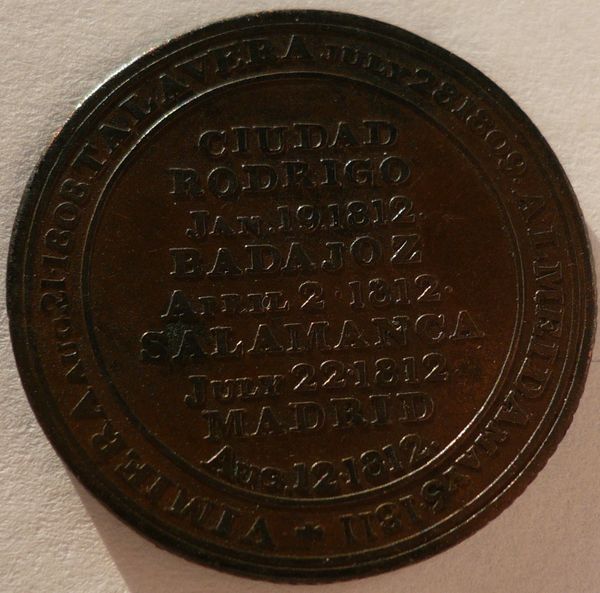 VIMIERA AUG. 21·1808. TALAVERA JULY 28.1809. ALMEIDA MAY 5·1811
CIUDAD
RODRIGO
JAN. 19.1812.
BADAJOZ
APRIL 2·1812·
SALAMANCA
JULY 22·1812·
MADRID
AUG. 12·1812.